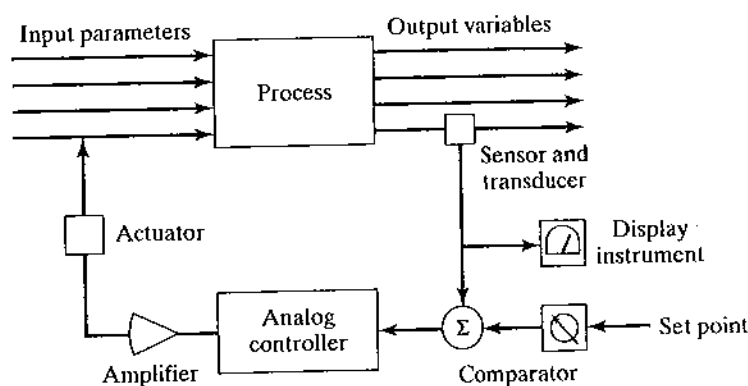 Input parameters
Output variables
Process
Sensor and
transducer
Actuator
Display
instrument
Analog
controller
Σ
Set point
Amplifier
Comparator